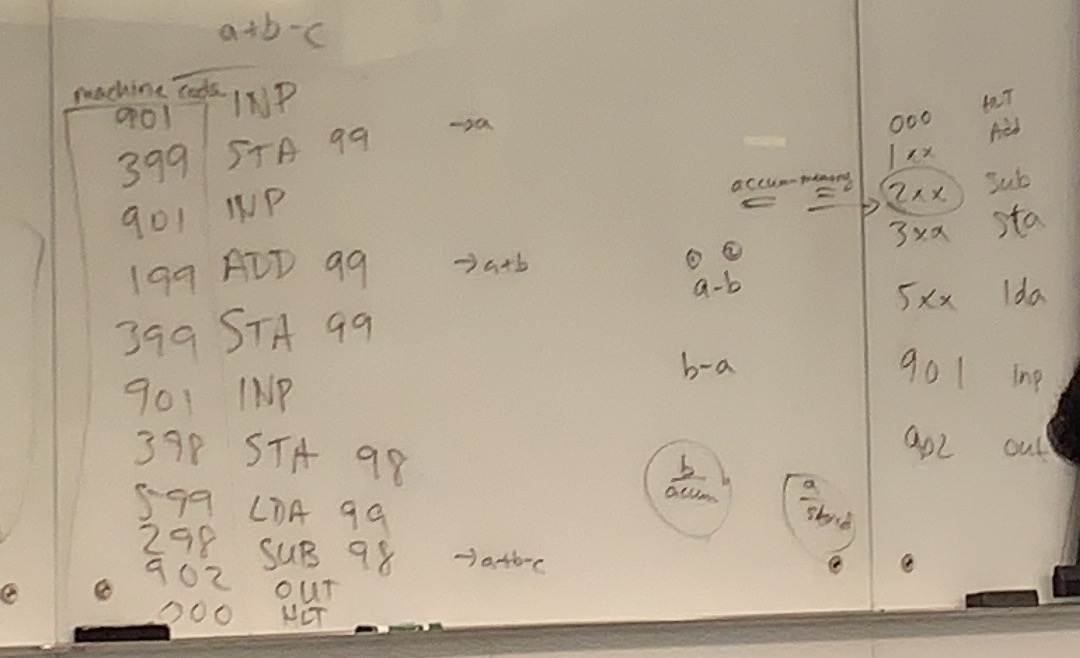 a+b-c
machine code
901 INP
399 STA 99 →a
901 INP
199 ADD 99 →a+b
399 STA 99
901 INP
398 STA 98
599 LDA 99
298 SUB 98 →a+b-c
902 OUT
000 HLT
accum-memory
① ②
a-b
b-a
b
accum
a
stored
000 HLT
1xx Add
2xx Sub
3xx Sta
5xx lda
901 Inp
902 out